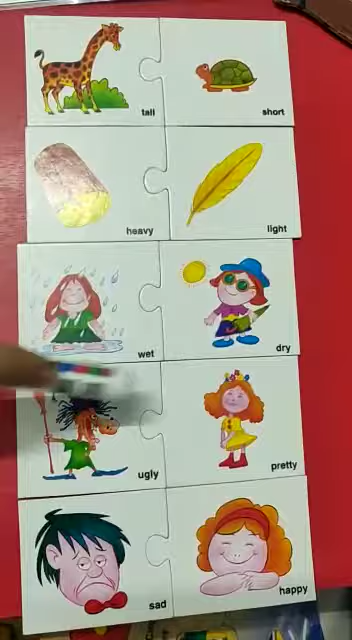 tall short
heavy light
wet dry
ugly pretty
sad happy